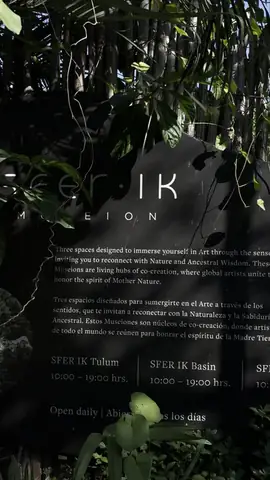 SFER IK
MUSEION
Three spaces designed to immerse yourself in Art through the sense
inviting you to reconnect with Nature and Ancestral Wisdom. These
Museions are living hubs of co-creation, where global artists unite t
honor the spirit of Mother Nature.
Tres espacios diseñados para sumergirte en el Arte a través de los
sentidos, que te invitan a reconectar con la Naturaleza y la Sabidur
Ancestral. Estos Museiones son núcleos de co-creación, donde artis
de todo el mundo se reúnen para honrar el espíritu de la Madre Tier
SFER IK Tulum
10:00 – 19:00 hrs.
SFER IK Basin
10:00 – 19:00 hrs.
SF
10:
Open daily | Abie as los días